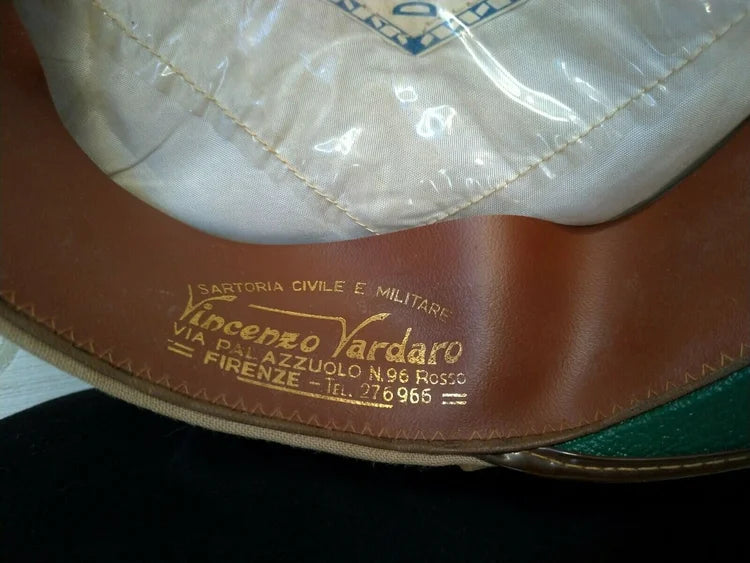 D
SARTORIA CIVILE E MILITARE
Vincenzo Vardaro
VIA PALAZZUOLO N.96 Rosso
FIRENZE - TEL. 276966